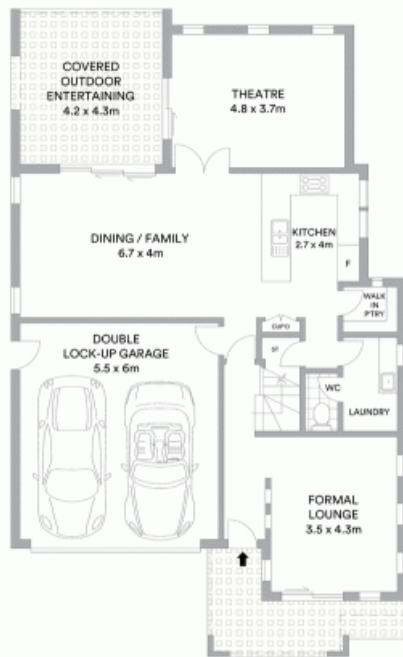 COVERED
OUTDOOR
ENTERTAINING
4.2 x 4.3m
THEATRE
4.8 x 3.7m
DINING / FAMILY
6.7 x 4m
KITCHEN
2.7 x 4m
F
WALK
IN
PTRY
CUPD
ST
DOUBLE
LOCK-UP GARAGE
5.5 x 6m
WC
LAUNDRY
FORMAL
LOUNGE
3.5 x 4.3m